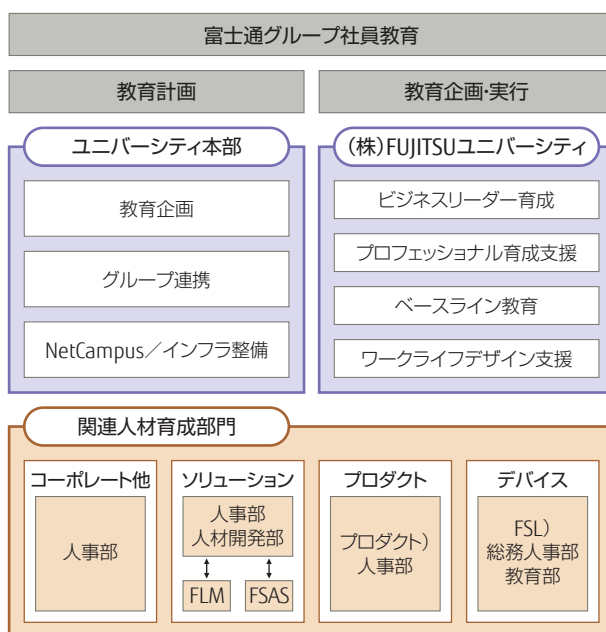 富士通グループ社員教育
教育計画
教育企画・実行
ユニバーシティ本部
教育企画
グループ連携
NetCampus／インフラ整備
(株)FUJITSUユニバーシティ
ビジネスリーダー育成
プロフェッショナル育成支援
ベースライン教育
ワークライフデザイン支援
関連人材育成部門
コーポレート他
人事部
ソリューション
人事部
人材開発部
FLM
FSAS
プロダクト
プロダクト）
人事部
デバイス
FSL）
総務人事部
教育部